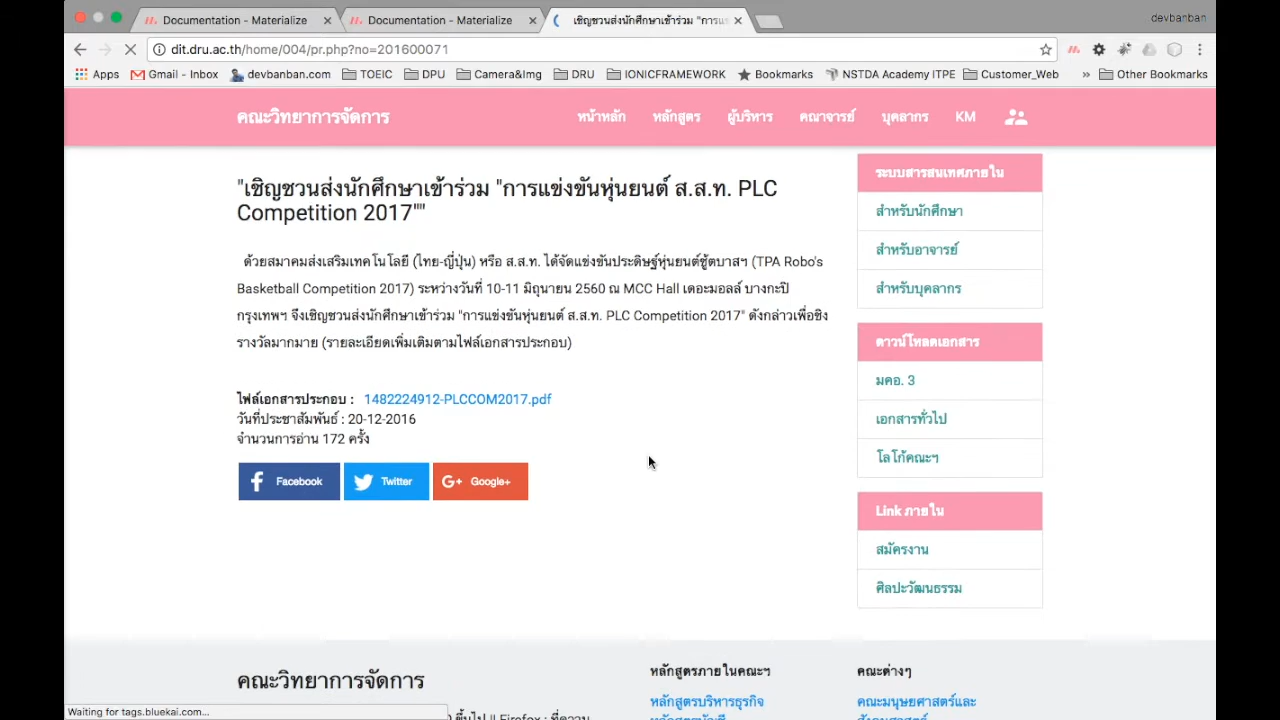 Documentation - Materialize
Documentation - Materialize
เชิญชวนส่งนักศึกษาเข้าร่วม "การแข
devbanban
dit.dru.ac.th/home/004/pr.php?no=201600071
Apps
Gmail - Inbox
devbanban.com
TOEIC
DPU
Camera&Img
DRU
IONICFRAMEWORK
Bookmarks
NSTDA Academy ITPE
Customer_Web
»
Other Bookmarks
คณะวิทยาการจัดการ
หน้าหลัก
หลักสูตร
ผู้บริหาร
คณาจารย์
บุคลากร
KM
"เชิญชวนส่งนักศึกษาเข้าร่วม "การแข่งขันหุ่นยนต์ ส.ส.ท. PLC
Competition 2017""
ด้วยสมาคมส่งเสริมเทคโนโลยี (ไทย-ญี่ปุ่น) หรือ ส.ส.ท. ได้จัดแข่งขันประดิษฐ์หุ่นยนต์ชู้ตบาสฯ (TPA Robo's
Basketball Competition 2017) ระหว่างวันที่ 10-11 มิถุนายน 2560 ณ MCC Hall เดอะมอลล์ บางกะปิ
กรุงเทพฯ จึงเชิญชวนส่งนักศึกษาเข้าร่วม "การแข่งขันหุ่นยนต์ ส.ส.ท. PLC Competition 2017" ดังกล่าวเพื่อชิง
รางวัลมากมาย (รายละเอียดเพิ่มเติมตามไฟล์เอกสารประกอบ)
ไฟล์เอกสารประกอบ : 1482224912-PLCCOM2017.pdf
วันที่ประชาสัมพันธ์ : 20-12-2016
จำนวนการอ่าน 172 ครั้ง
Facebook
Twitter
G+ Google+
ระบบสารสนเทศภายใน
สำหรับนักศึกษา
สำหรับอาจารย์
สำหรับบุคลากร
ดาวน์โหลดเอกสาร
มคอ. 3
เอกสารทั่วไป
โลโก้คณะฯ
Link ภายใน
สมัครงาน
ศิลปะวัฒนธรรม
คณะวิทยาการจัดการ
หลักสูตรภายในคณะฯ
หลักสูตรบริหารธุรกิจ
คณะต่างๆ
คณะมนุษยศาสตร์และ
Waiting for tags.bluekai.com...